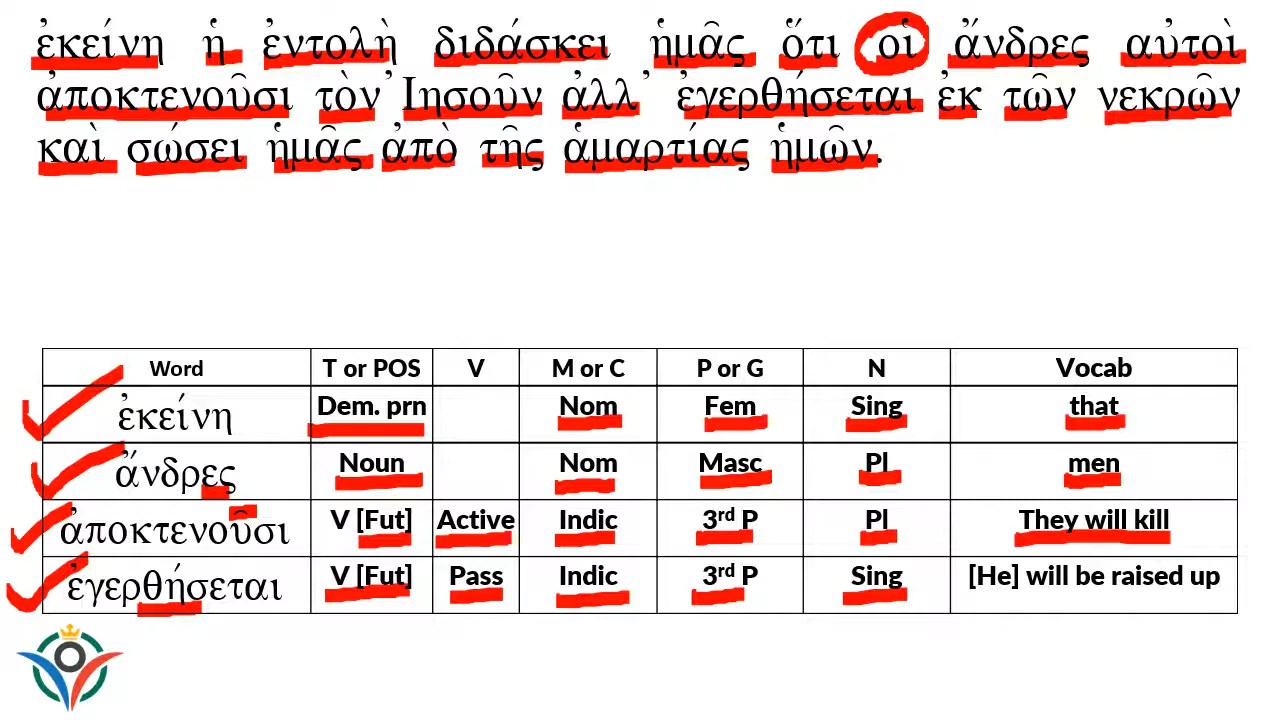 ἐκείνη ἡ ἐντολὴ διδάσκει ἡμᾶς ὅτι οἱ ἄνδρες αὐτοὶ
ἀποκτενοῦσι τὸν Ἰησοῦν ἀλλ᾽ ἐγερθήσεται ἐκ τῶν νεκρῶν
καὶ σώσει ἡμᾶς ἀπὸ τῆς ἁμαρτίας ἡμῶν.
Word T or POS V M or C P or G N Vocab
ἐκείνη Dem. prn Nom Fem Sing that
ἄνδρες Noun Nom Masc Pl men
ἀποκτενοῦσι V [Fut] Active Indic 3rd P Pl They will kill
ἐγερθήσεται V [Fut] Pass Indic 3rd P Sing [He] will be raised up